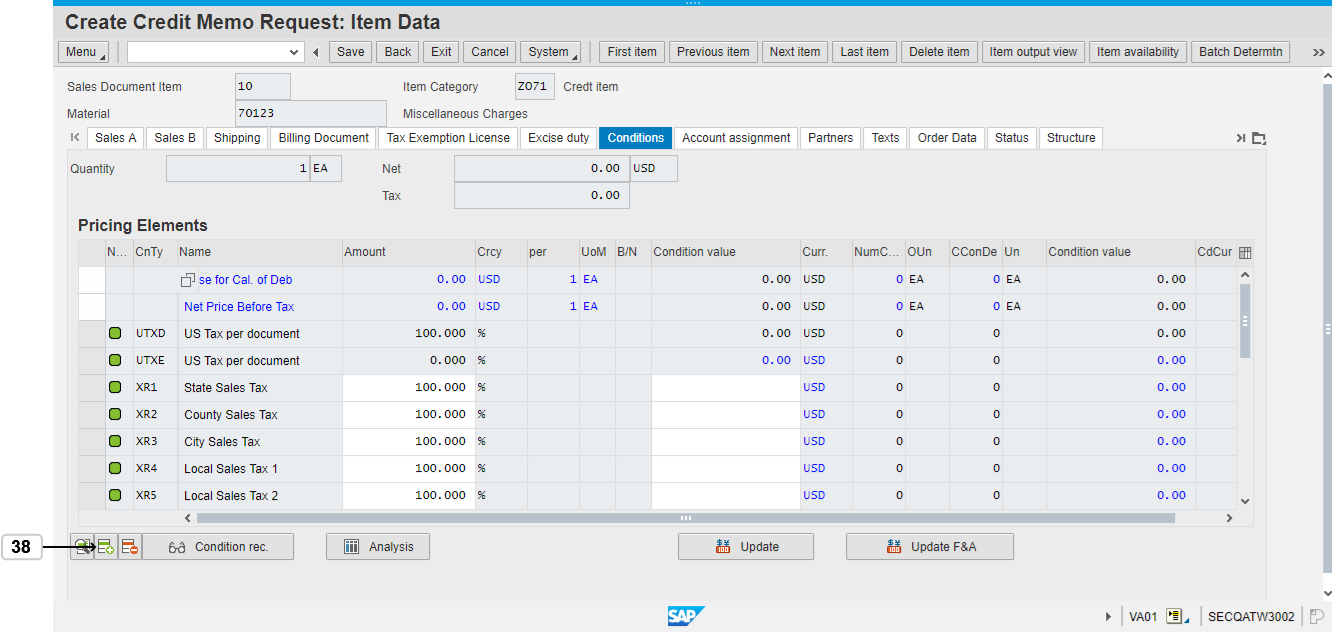 Create Credit Memo Request: Item Data
Menu Save Back Exit Cancel System First item Previous item Next item Last item Delete item Item output view Item availability Batch Determtn
Sales Document Item 10 Item Category ZO71 Credt item
Material 70123 Miscellaneous Charges
Sales A Sales B Shipping Billing Document Tax Exemption License Excise duty Conditions Account assignment Partners Texts Order Data Status Structure
Quantity 1 EA Net 0.00 USD
Tax 0.00
Pricing Elements
N... CnTy Name Amount Crcy per UoM B/N Condition value Curr. NumC... OUn CConDe Un Condition value CdCur
se for Cal. of Deb 0.00 USD 1 EA 0.00 USD 0 EA 0 EA 0.00
Net Price Before Tax 0.00 USD 1 EA 0.00 USD 0 EA 0 EA 0.00
UTXD US Tax per document 100.000 % 0.00 USD 0 0 0.00
UTXE US Tax per document 0.000 % 0.00 USD 0 0 0.00
XR1 State Sales Tax 100.000 % USD 0 0 0.00
XR2 County Sales Tax 100.000 % USD 0 0 0.00
XR3 City Sales Tax 100.000 % USD 0 0 0.00
XR4 Local Sales Tax 1 100.000 % USD 0 0 0.00
XR5 Local Sales Tax 2 100.000 % USD 0 0 0.00
38 Condition rec. Analysis Update Update F&A
SAP VA01 SECQATW3002